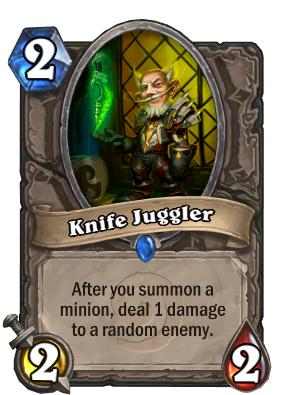 2
Knife Juggler
After you summon a
minion, deal 1 damage
to a random enemy.
2
2